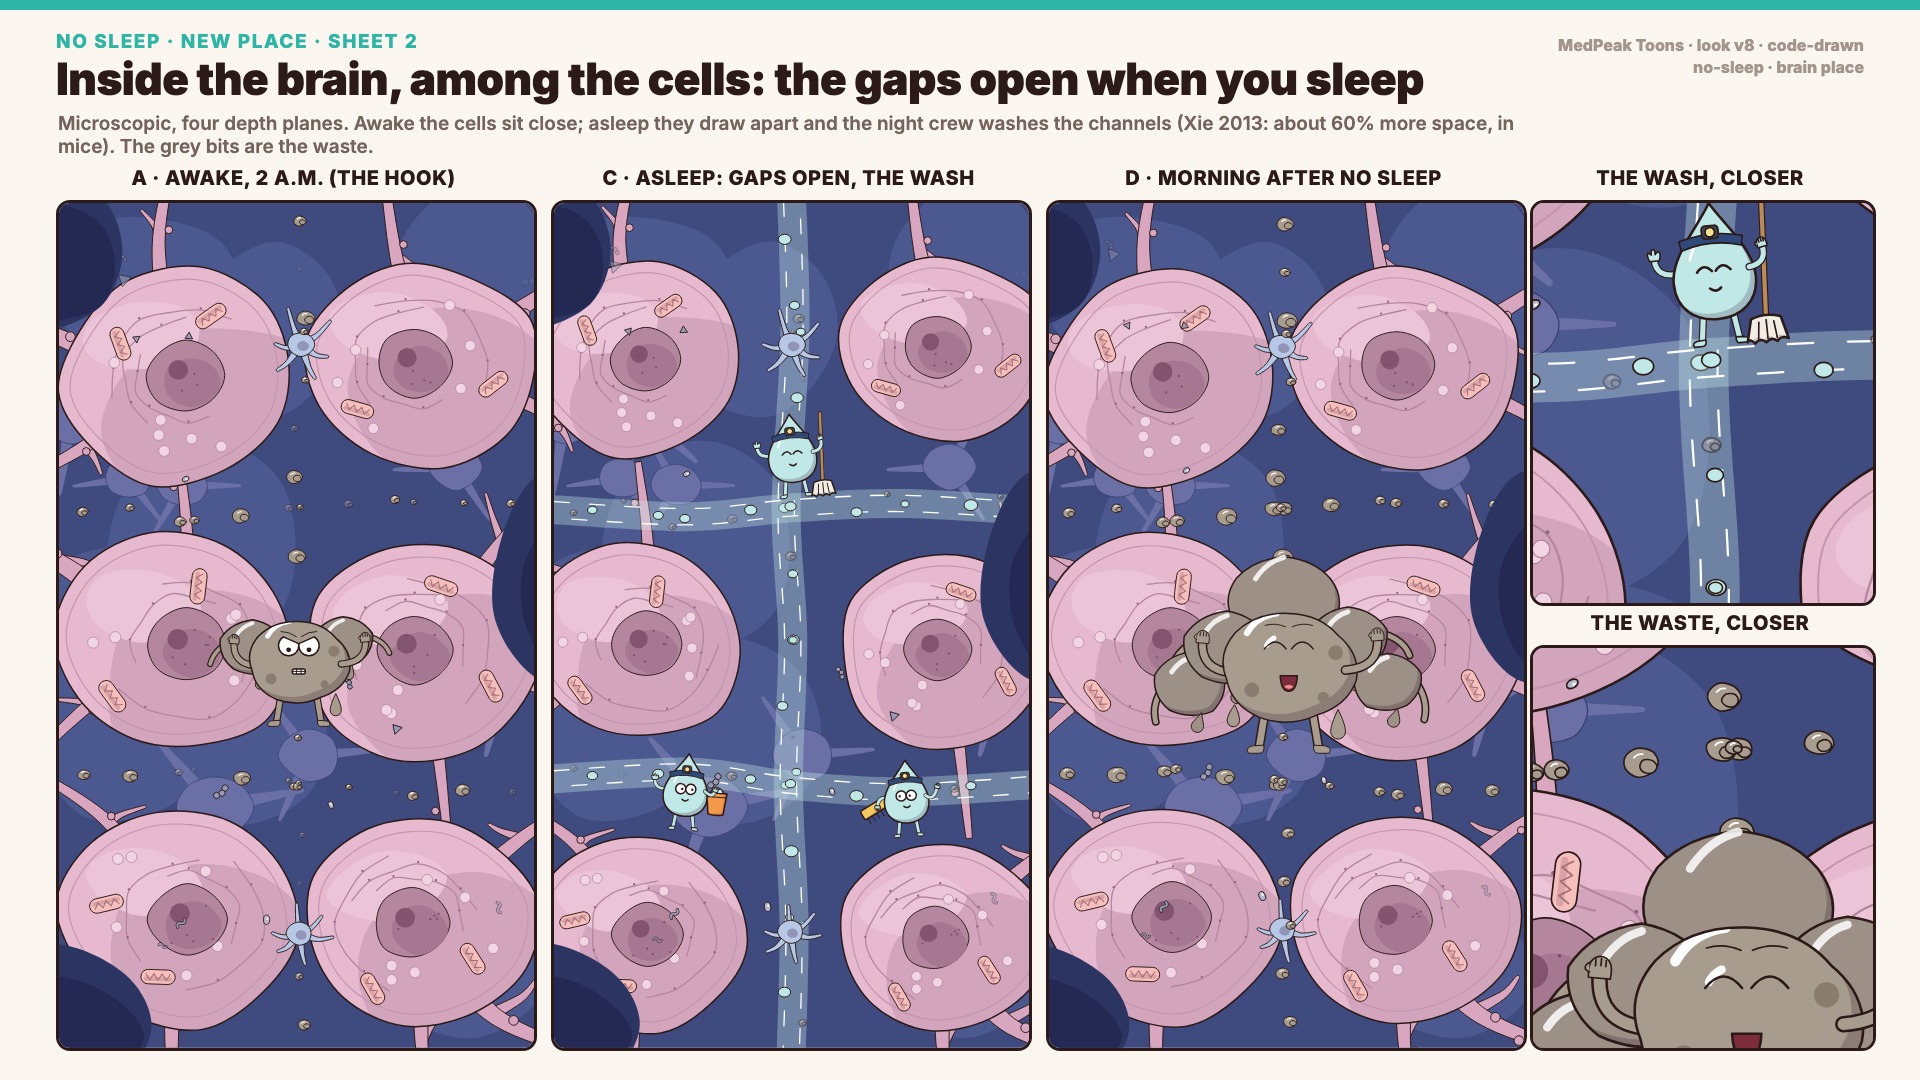 NO SLEEP · NEW PLACE · SHEET 2
MedPeak Toons · look v8 · code-drawn
no-sleep · brain place
Inside the brain, among the cells: the gaps open when you sleep
Microscopic, four depth planes. Awake the cells sit close; asleep they draw apart and the night crew washes the channels (Xie 2013: about 60% more space, in
mice). The grey bits are the waste.
A · AWAKE, 2 A.M. (THE HOOK)
C · ASLEEP: GAPS OPEN, THE WASH
D · MORNING AFTER NO SLEEP
THE WASH, CLOSER
THE WASTE, CLOSER